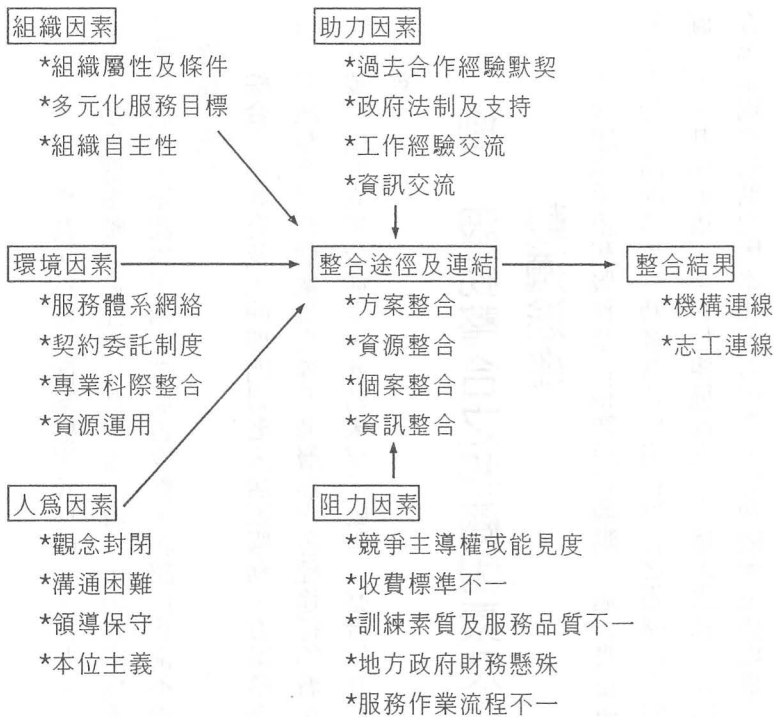 組織因素
*組織屬性及條件
*多元化服務目標
*組織自主性
助力因素
*過去合作經驗默契
*政府法制及支持
*工作經驗交流
*資訊交流
環境因素
*服務體系網絡
*契約委託制度
*專業科際整合
*資源運用
整合途徑及連結
*方案整合
*資源整合
*個案整合
*資訊整合
整合結果
*機構連線
*志工連線
人爲因素
*觀念封閉
*溝通困難
*領導保守
*本位主義
阻力因素
*競爭主導權或能見度
*收費標準不一
*訓練素質及服務品質不一
*地方政府財務懸殊
*服務作業流程不一